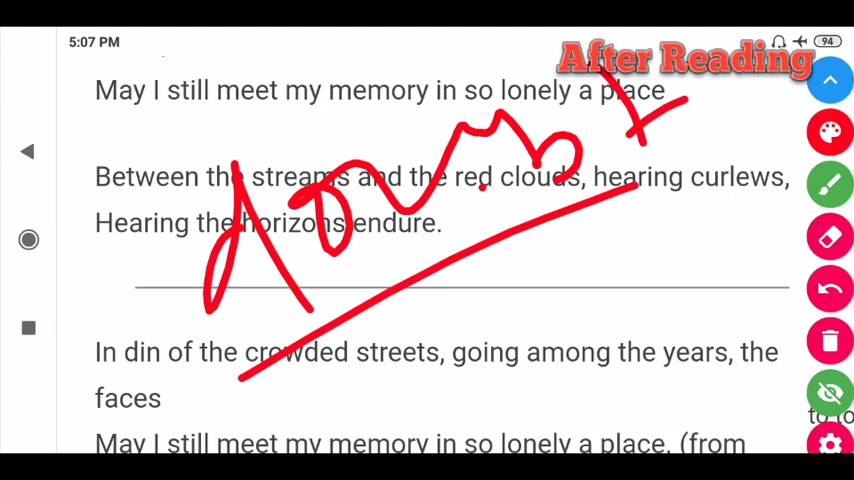 5:07 PM
94
After Reading
May I still meet my memory in so lonely a place
Between the streams and the red clouds, hearing curlews,
Hearing the horizons endure.
In din of the crowded streets, going among the years, the
faces
May I still meet my memory in so lonely a place, (from